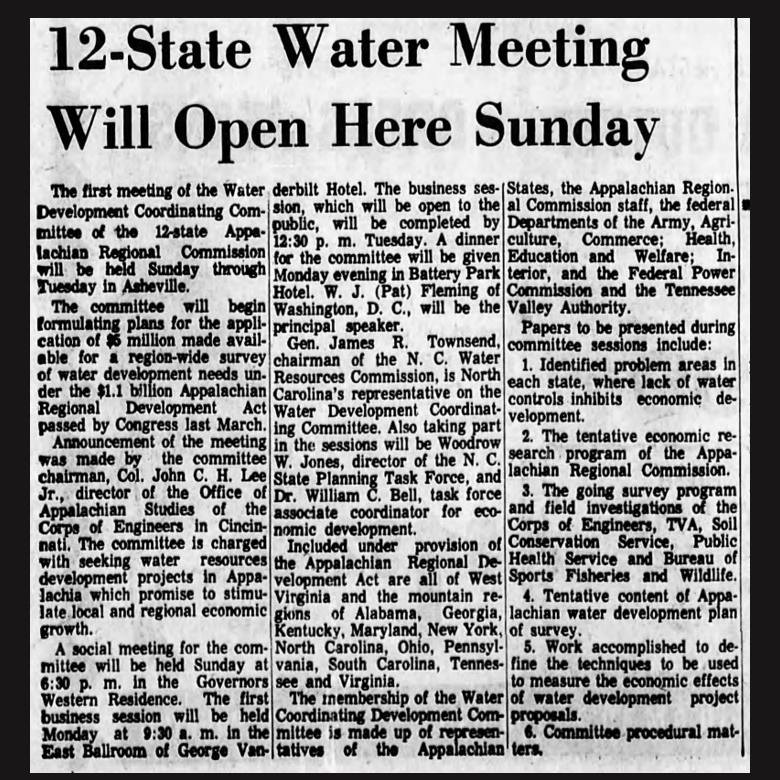 12-State Water Meeting
Will Open Here Sunday
The first meeting of the Water
Development Coordinating Com-
mittee of the 12-state Appa-
lachian Regional Commission
will be held Sunday through
Tuesday in Asheville.
The committee will begin
formulating plans for the appli-
cation of $5 million made avail-
able for a region-wide survey
of water development needs un-
der the $1.1 billion Appalachian
Regional Development Act
passed by Congress last March.
Announcement of the meeting
was made by the committee
chairman, Col. John C. H. Lee
Jr., director of the Office of
Appalachian Studies of the
Corps of Engineers in Cincin-
nati. The committee is charged
with seeking water resources
development projects in Appa-
lachia which promise to stimu-
late local and regional economic
growth.
A social meeting for the com-
mittee will be held Sunday at
6:30 p. m. in the Governors
Western Residence. The first
business session will be held
Monday at 9:30 a. m. in the
East Ballroom of George Van-
derbilt Hotel. The business ses-
sion, which will be open to the
public, will be completed by
12:30 p. m. Tuesday. A dinner
for the committee will be given
Monday evening in Battery Park
Hotel. W. J. (Pat) Fleming of
Washington, D. C., will be the
principal speaker.
Gen. James R. Townsend,
chairman of the N. C. Water
Resources Commission, is North
Carolina's representative on the
Water Development Coordinat-
ing Committee. Also taking part
in the sessions will be Woodrow
W. Jones, director of the N. C.
State Planning Task Force, and
Dr. William C. Bell, task force
associate coordinator for eco-
nomic development.
Included under provision of
the Appalachian Regional De-
velopment Act are all of West
Virginia and the mountain re-
gions of Alabama, Georgia,
Kentucky, Maryland, New York,
North Carolina, Ohio, Pennsyl-
vania, South Carolina, Tennes-
see and Virginia.
The membership of the Water
Coordinating Development Com-
mittee is made up of represen-
tatives of the Appalachian
States, the Appalachian Region-
al Commission staff, the federal
Departments of the Army, Agri-
culture, Commerce; Health,
Education and Welfare; In-
terior, and the Federal Power
Commission and the Tennessee
Valley Authority.
Papers to be presented during
committee sessions include:
1. Identified problem areas in
each state, where lack of water
controls inhibits economic de-
velopment.
2. The tentative economic re-
search program of the Appa-
lachian Regional Commission.
3. The going survey program
and field investigations of the
Corps of Engineers, TVA, Soil
Conservation Service, Public
Health Service and Bureau of
Sports Fisheries and Wildlife.
4. Tentative content of Appa-
lachian water development plan
of survey.
5. Work accomplished to de-
fine the techniques to be used
to measure the economic effects
of water development project
proposals.
6. Committee procedural mat-
ters.